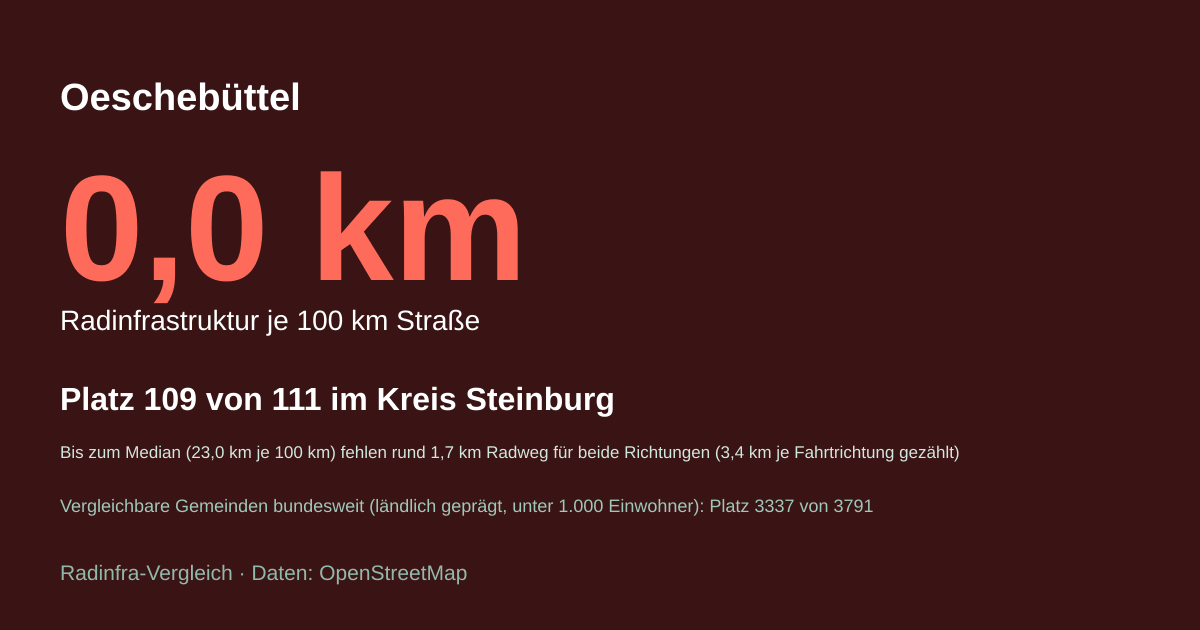 Oeschebüttel
0,0 km
Radinfrastruktur je 100 km Straße
Platz 109 von 111 im Kreis Steinburg
Bis zum Median (23,0 km je 100 km) fehlen rund 1,7 km Radweg für beide Richtungen (3,4 km je Fahrtrichtung gezählt)
Vergleichbare Gemeinden bundesweit (ländlich geprägt, unter 1.000 Einwohner): Platz 3337 von 3791
Radinfra-Vergleich · Daten: OpenStreetMap